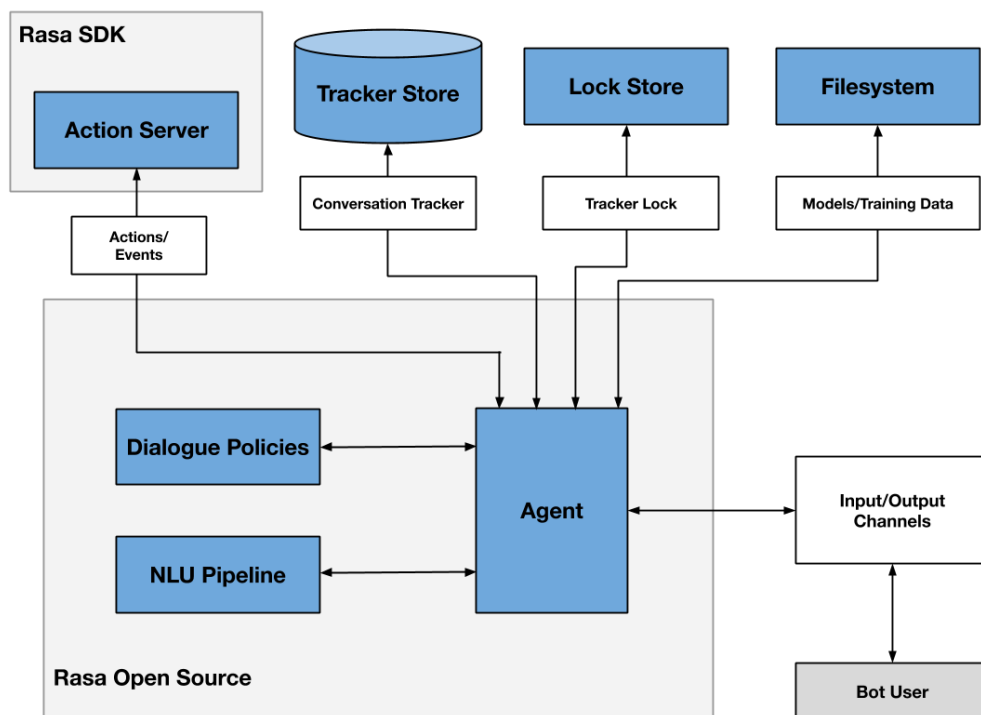 Rasa SDK
Action Server
Tracker Store
Lock Store
Filesystem
Conversation Tracker
Tracker Lock
Models/Training Data
Actions/
Events
Dialogue Policies
NLU Pipeline
Agent
Input/Output
Channels
Rasa Open Source
Bot User